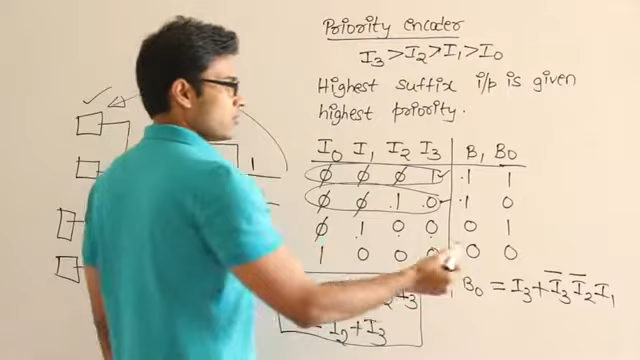 Priority encoder
I₃ > I₂ > I₁ > I₀
Highest suffix i/p is given
highest priority.
I₀ I₁ I₂ I₃ B₁ B₀
ϕ ϕ ϕ 1 1 1
ϕ ϕ 1 0 1 0
ϕ 1 0 0 0 1
1 0 0 0 0 0
I₃ B₀ = I₃ + I̅₃ I̅₂ I₁
= I₂ + I₃
1